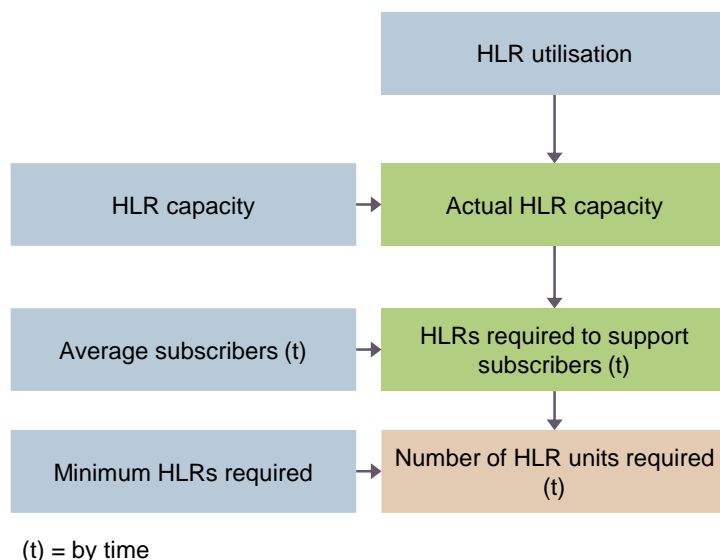 HLR utilisation
HLR capacity
Actual HLR capacity
Average subscribers (t)
HLRs required to support
subscribers (t)
Minimum HLRs required
Number of HLR units required
(t)
(t) = by time